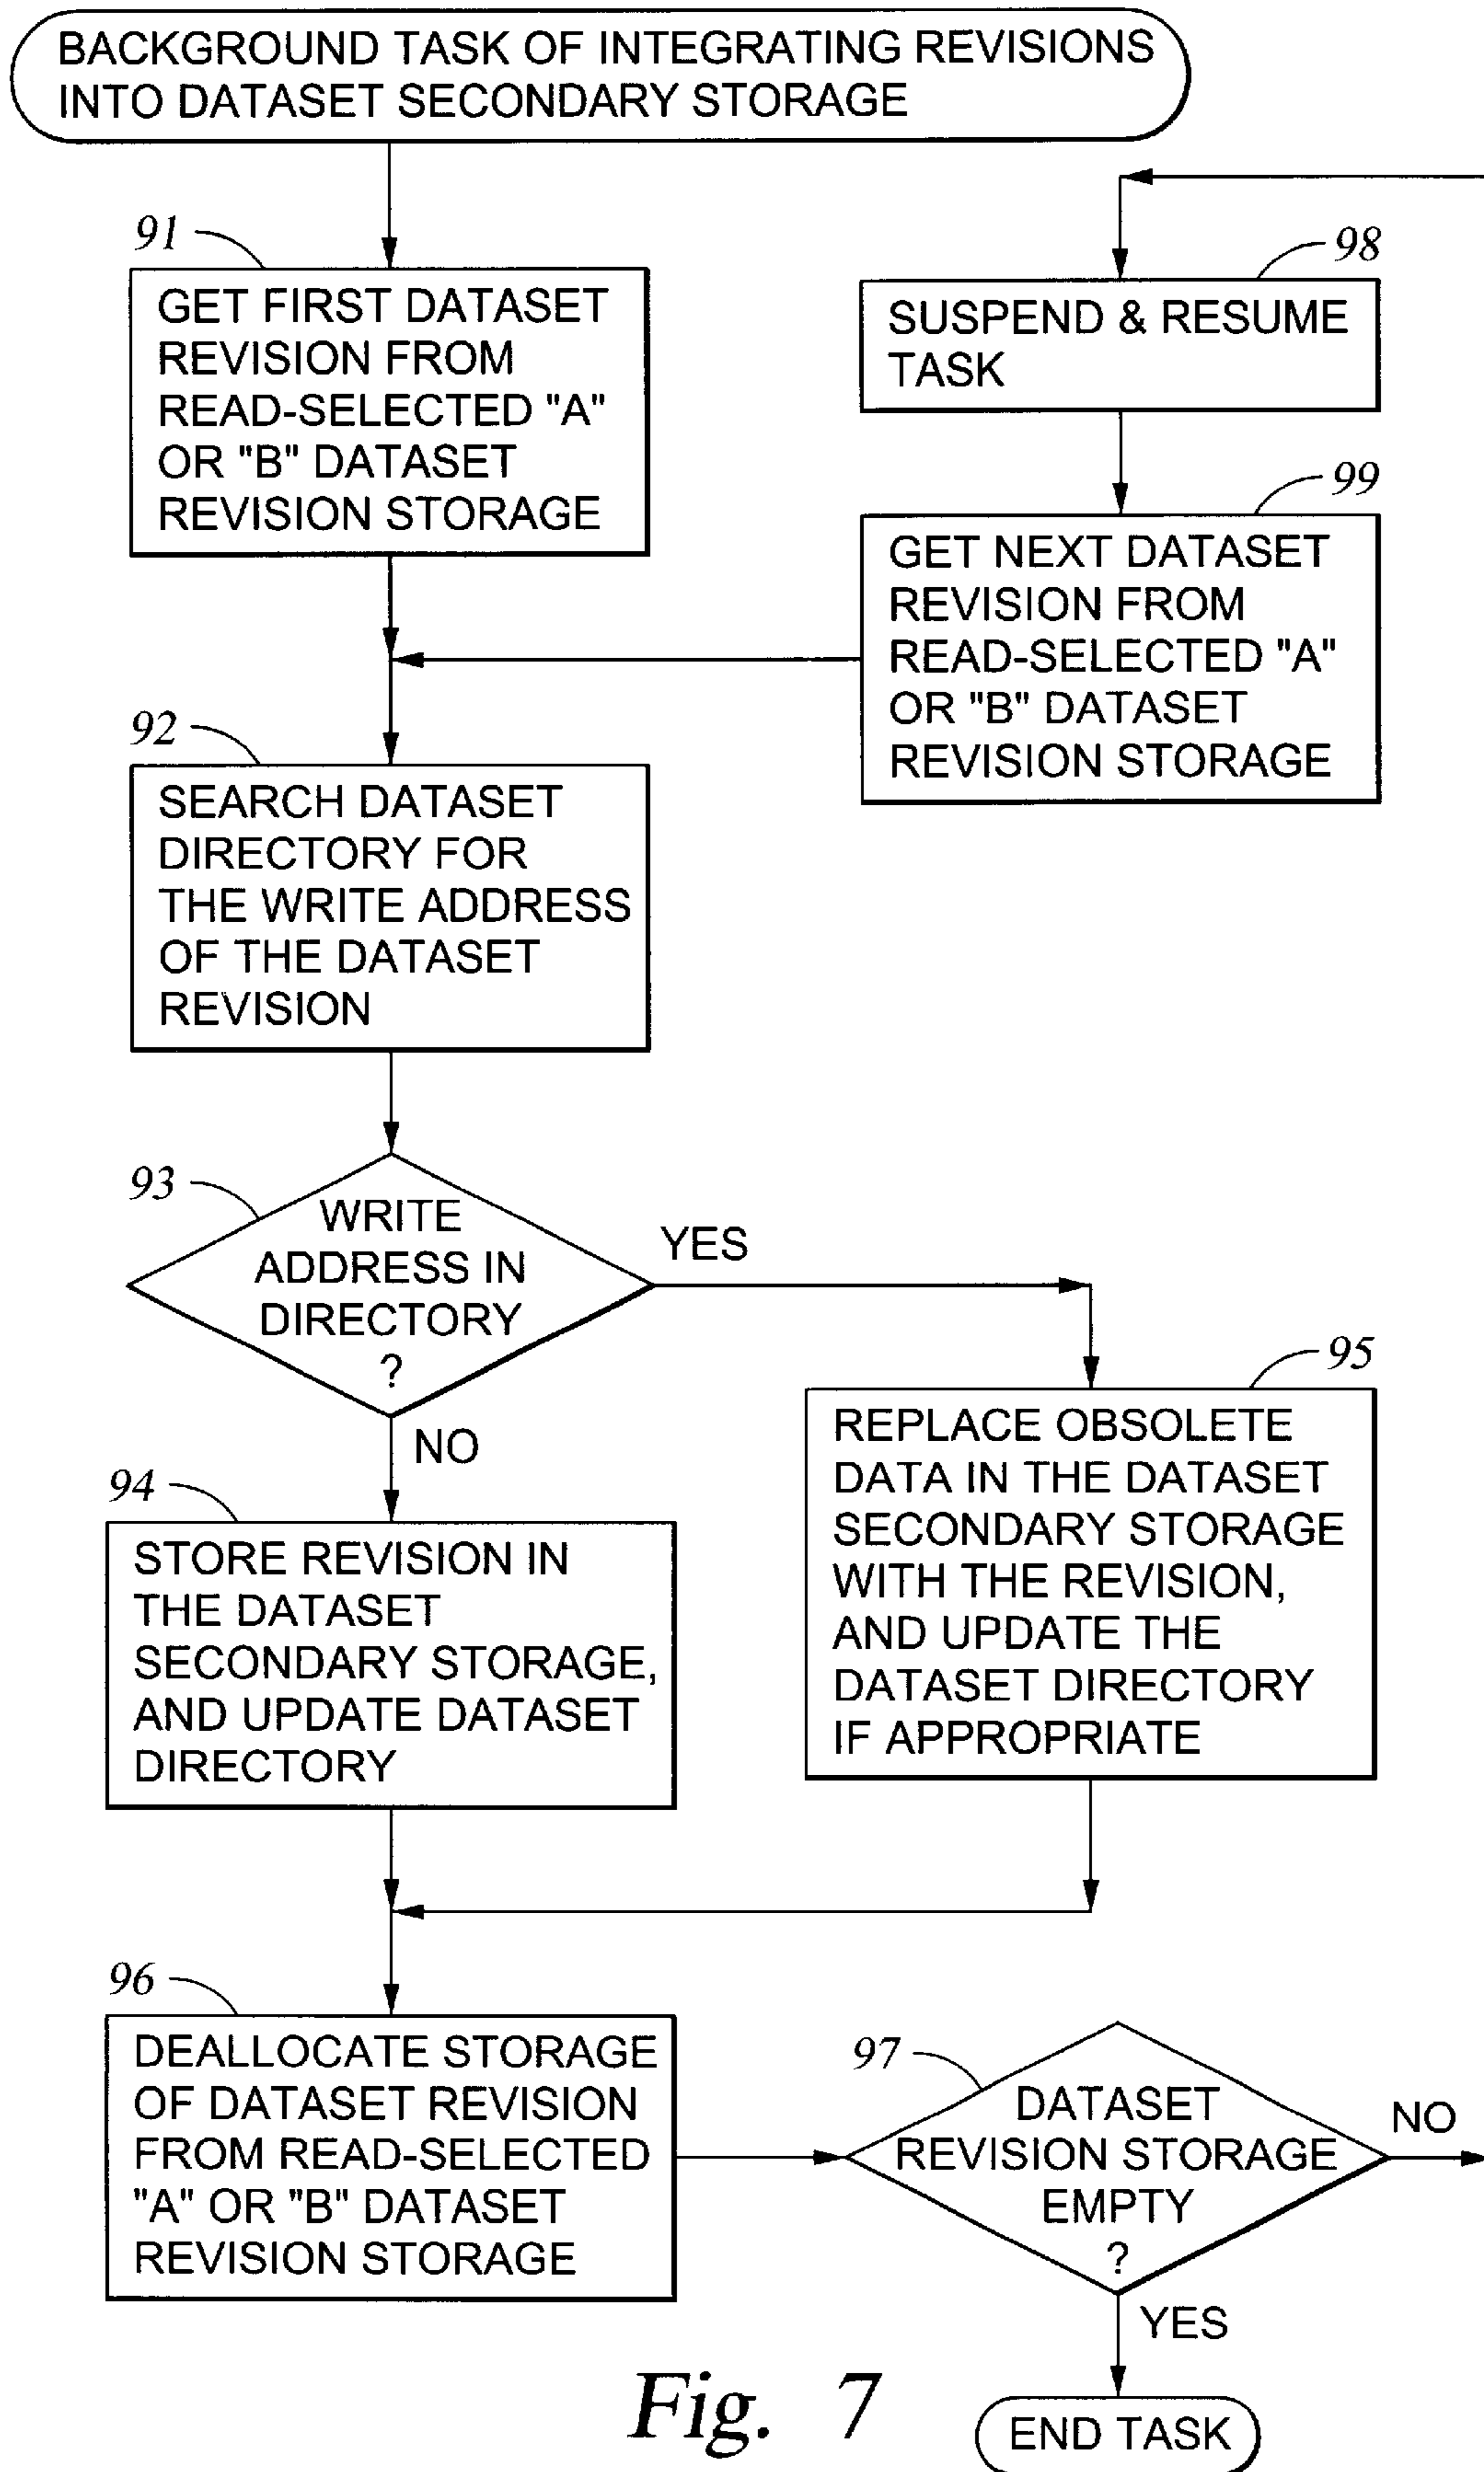 BACKGROUND TASK OF INTEGRATING REVISIONS
INTO DATASET SECONDARY STORAGE
91
GET FIRST DATASET
REVISION FROM
READ-SELECTED "A"
OR "B" DATASET
REVISION STORAGE
98
SUSPEND & RESUME
TASK
99
GET NEXT DATASET
REVISION FROM
READ-SELECTED "A"
OR "B" DATASET
REVISION STORAGE
92
SEARCH DATASET
DIRECTORY FOR
THE WRITE ADDRESS
OF THE DATASET
REVISION
93
WRITE
ADDRESS IN
DIRECTORY
?
YES
NO
95
REPLACE OBSOLETE
DATA IN THE DATASET
SECONDARY STORAGE
WITH THE REVISION,
AND UPDATE THE
DATASET DIRECTORY
IF APPROPRIATE
94
STORE REVISION IN
THE DATASET
SECONDARY STORAGE,
AND UPDATE DATASET
DIRECTORY
96
DEALLOCATE STORAGE
OF DATASET REVISION
FROM READ-SELECTED
"A" OR "B" DATASET
REVISION STORAGE
97
DATASET
REVISION STORAGE
EMPTY
?
NO
YES
END TASK
Fig. 7